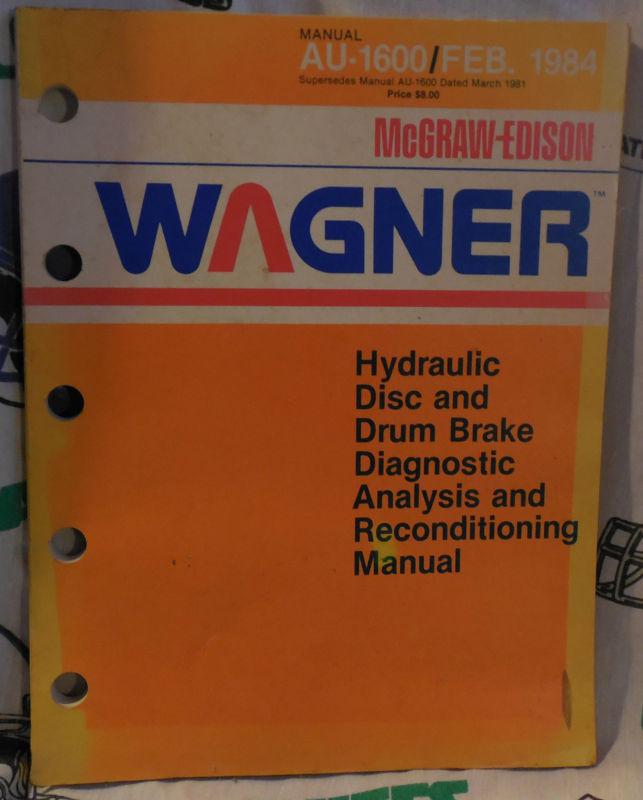 MANUAL
AU-1600/FEB. 1984
Supersedes Manual AU-1600 Dated March 1981
Price $8.00
McGRAW-EDISON
WAGNER™
Hydraulic
Disc and
Drum Brake
Diagnostic
Analysis and
Reconditioning
Manual